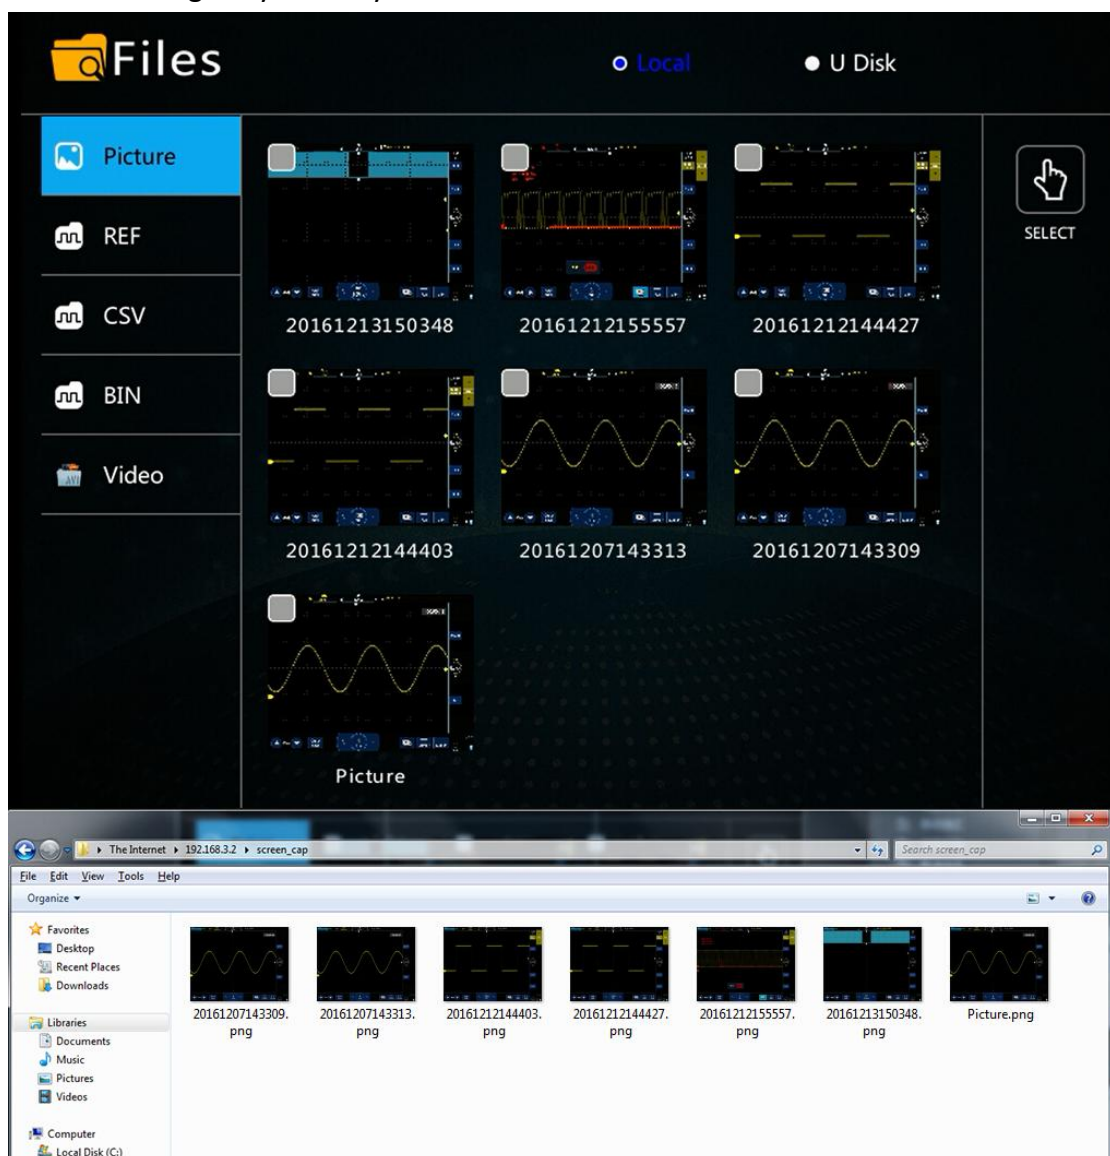 Files
Local
U Disk
Picture
REF
CSV
BIN
Video
SELECT
20161213150348
20161212155557
20161212144427
20161212144403
20161207143313
20161207143309
Picture
The Internet
192.168.3.2
screen_cap
Search screen_cap
File Edit View Tools Help
Organize
Favorites
Desktop
Recent Places
Downloads
Libraries
Documents
Music
Pictures
Videos
Computer
Local Disk (C:)
20161207143309.
png
20161207143313.
png
20161212144403.
png
20161212144427.
png
20161212155557.
png
20161213150348.
png
Picture.png